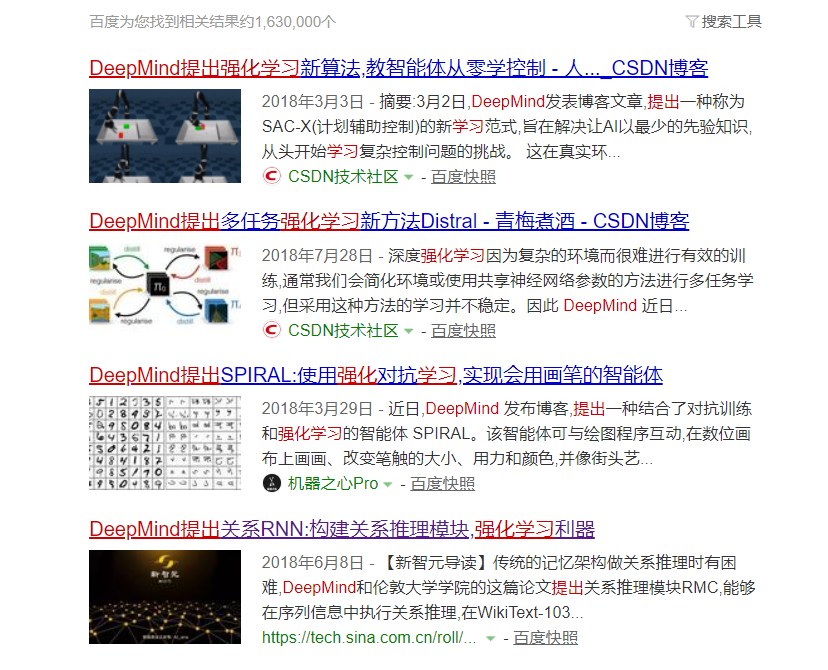 百度为您找到相关结果约1,630,000个
搜索工具
DeepMind提出强化学习新算法,教智能体从零学控制 - 人..._CSDN博客
2018年3月3日 - 摘要:3月2日,DeepMind发表博客文章,提出一种称为
SAC-X(计划辅助控制)的新学习范式,旨在解决让AI以最少的先验知识,
从头开始学习复杂控制问题的挑战。 这在真实环...
CSDN技术社区 - 百度快照
DeepMind提出多任务强化学习新方法Distral - 青梅煮酒 - CSDN博客
distill regularise π
regularise distill
π₀
distill regularise
regularise distill π
2018年7月28日 - 深度强化学习因为复杂的环境而很难进行有效的训
练,通常我们会简化环境或使用共享神经网络参数的方法进行多任务学
习,但采用这种方法的学习并不稳定。因此 DeepMind 近日...
CSDN技术社区 - 百度快照
DeepMind提出SPIRAL:使用强化对抗学习,实现会用画笔的智能体
2018年3月29日 - 近日,DeepMind 发布博客,提出一种结合了对抗训练
和强化学习的智能体 SPIRAL。该智能体可与绘图程序互动,在数位画
布上画画、改变笔触的大小、用力和颜色,并像街头艺...
机器之心Pro - 百度快照
DeepMind提出关系RNN:构建关系推理模块,强化学习利器
新智元
2018年6月8日 - 【新智元导读】传统的记忆架构做关系推理时有困
难,DeepMind和伦敦大学学院的这篇论文提出关系推理模块RMC,能够
在序列信息中执行关系推理,在WikiText-103...
https://tech.sina.com.cn/roll/... - 百度快照